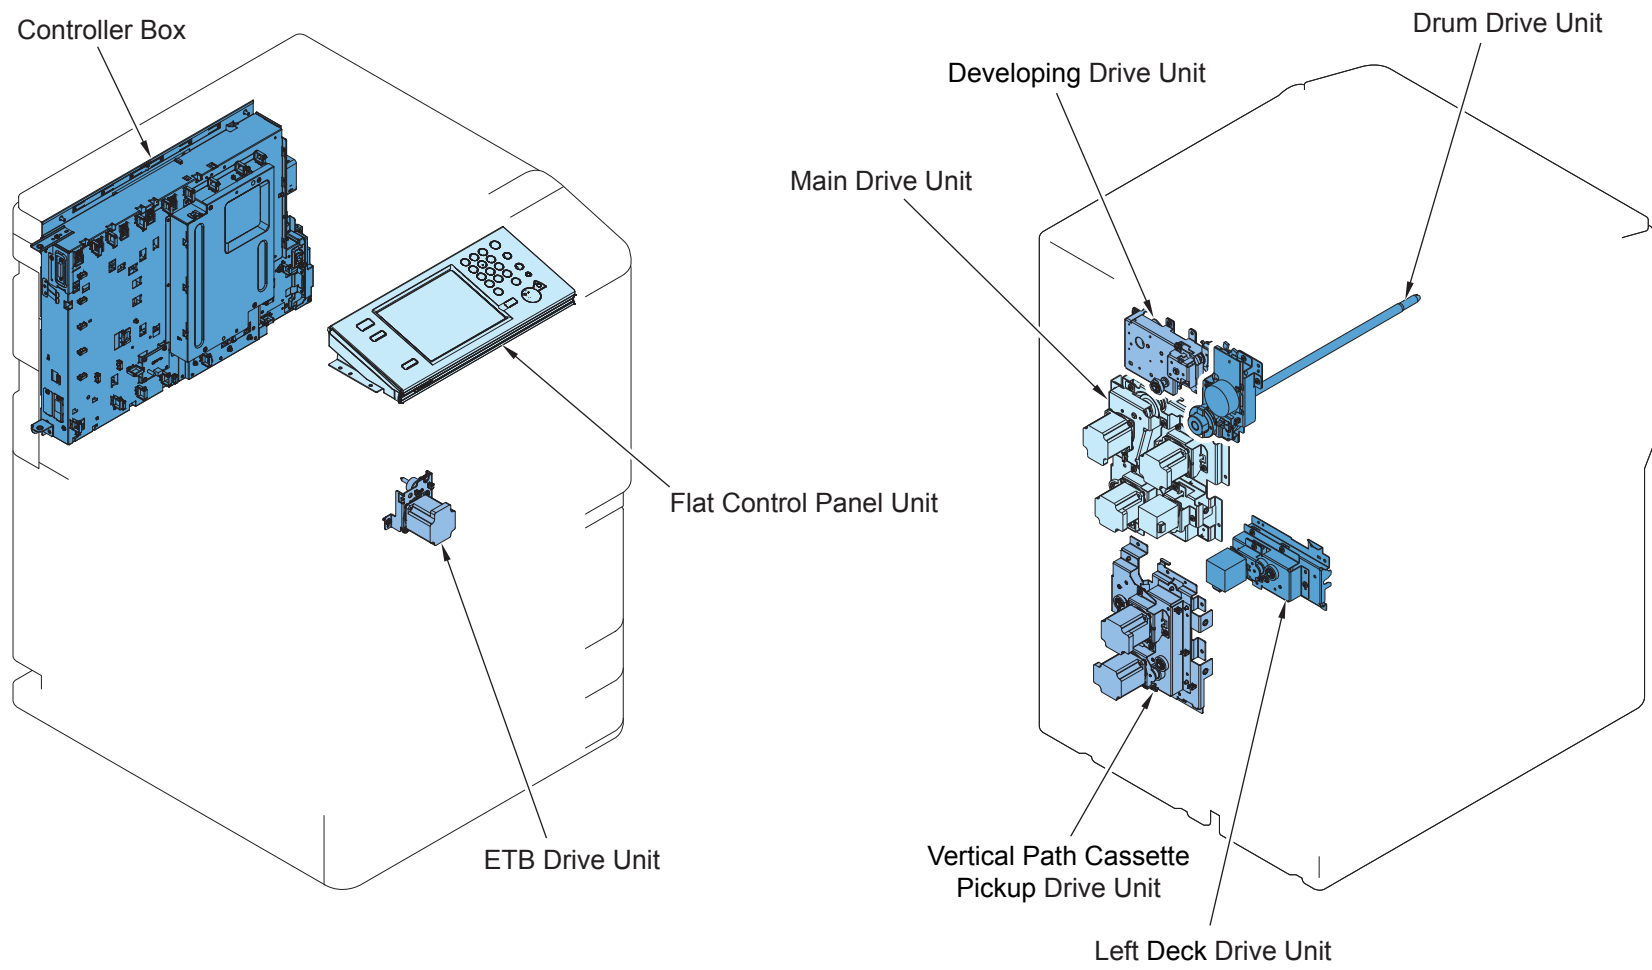 Controller Box
Flat Control Panel Unit
ETB Drive Unit
Drum Drive Unit
Developing Drive Unit
Main Drive Unit
Vertical Path Cassette
Pickup Drive Unit
Left Deck Drive Unit